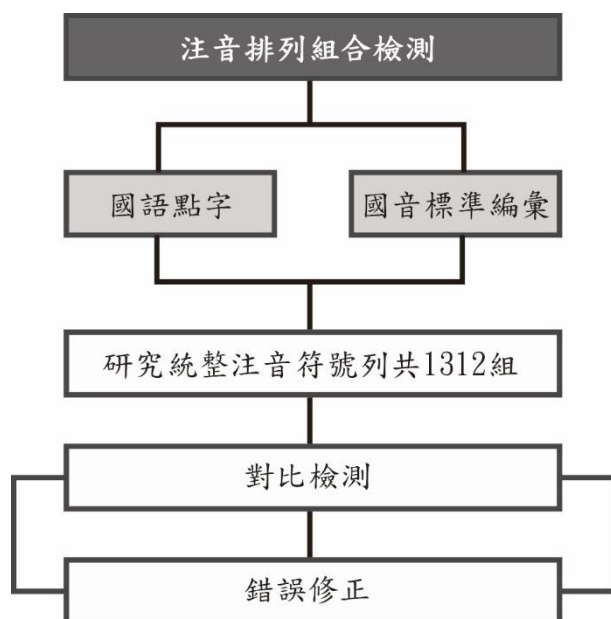 注音排列組合檢測
國語點字
國音標準編彙
研究統整注音符號列共1312組
對比檢測
錯誤修正